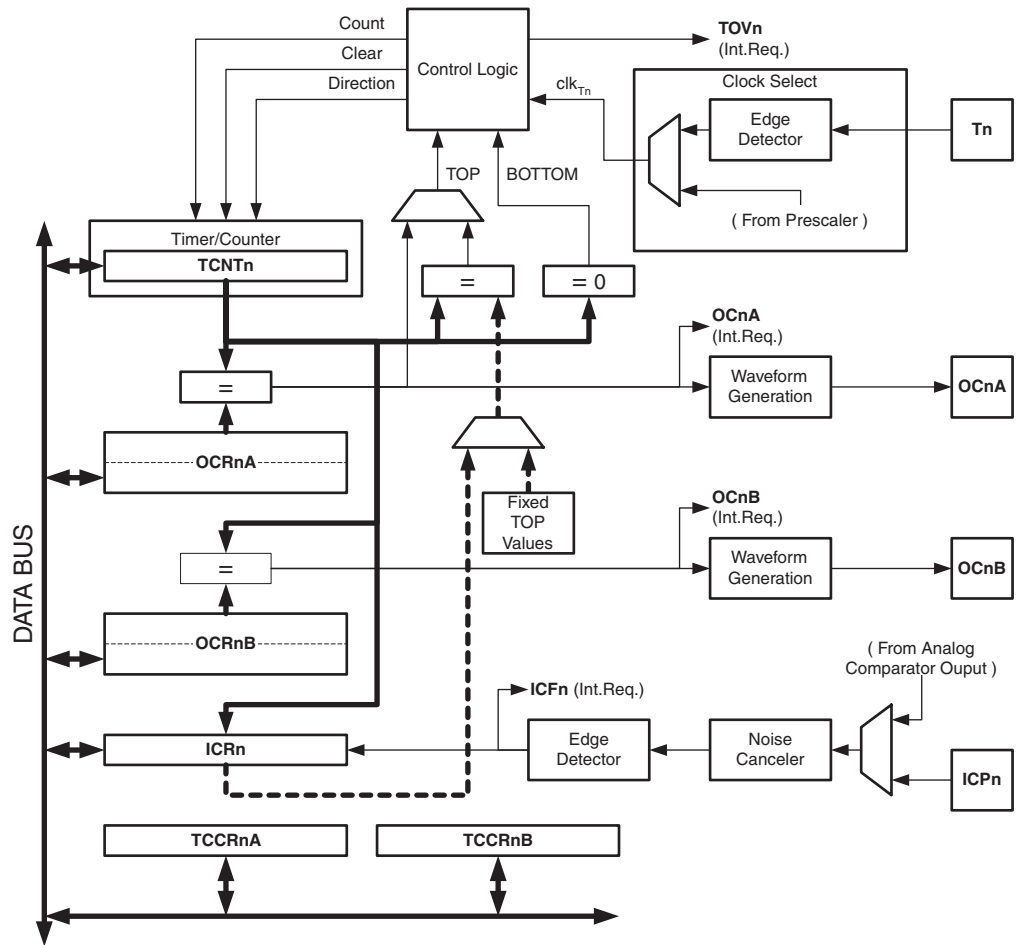 Count
Clear
Direction
Control Logic
TOVn
(Int.Req.)
clkTn
Clock Select
Edge
Detector
Tn
( From Prescaler )
TOP
BOTTOM
Timer/Counter
TCNTn
=
= 0
OCnA
(Int.Req.)
=
Waveform
Generation
OCnA
OCRnA
Fixed
TOP
Values
OCnB
(Int.Req.)
=
Waveform
Generation
OCnB
OCRnB
DATA BUS
( From Analog
Comparator Ouput )
ICFn (Int.Req.)
ICRn
Edge
Detector
Noise
Canceler
ICPn
TCCRnA
TCCRnB